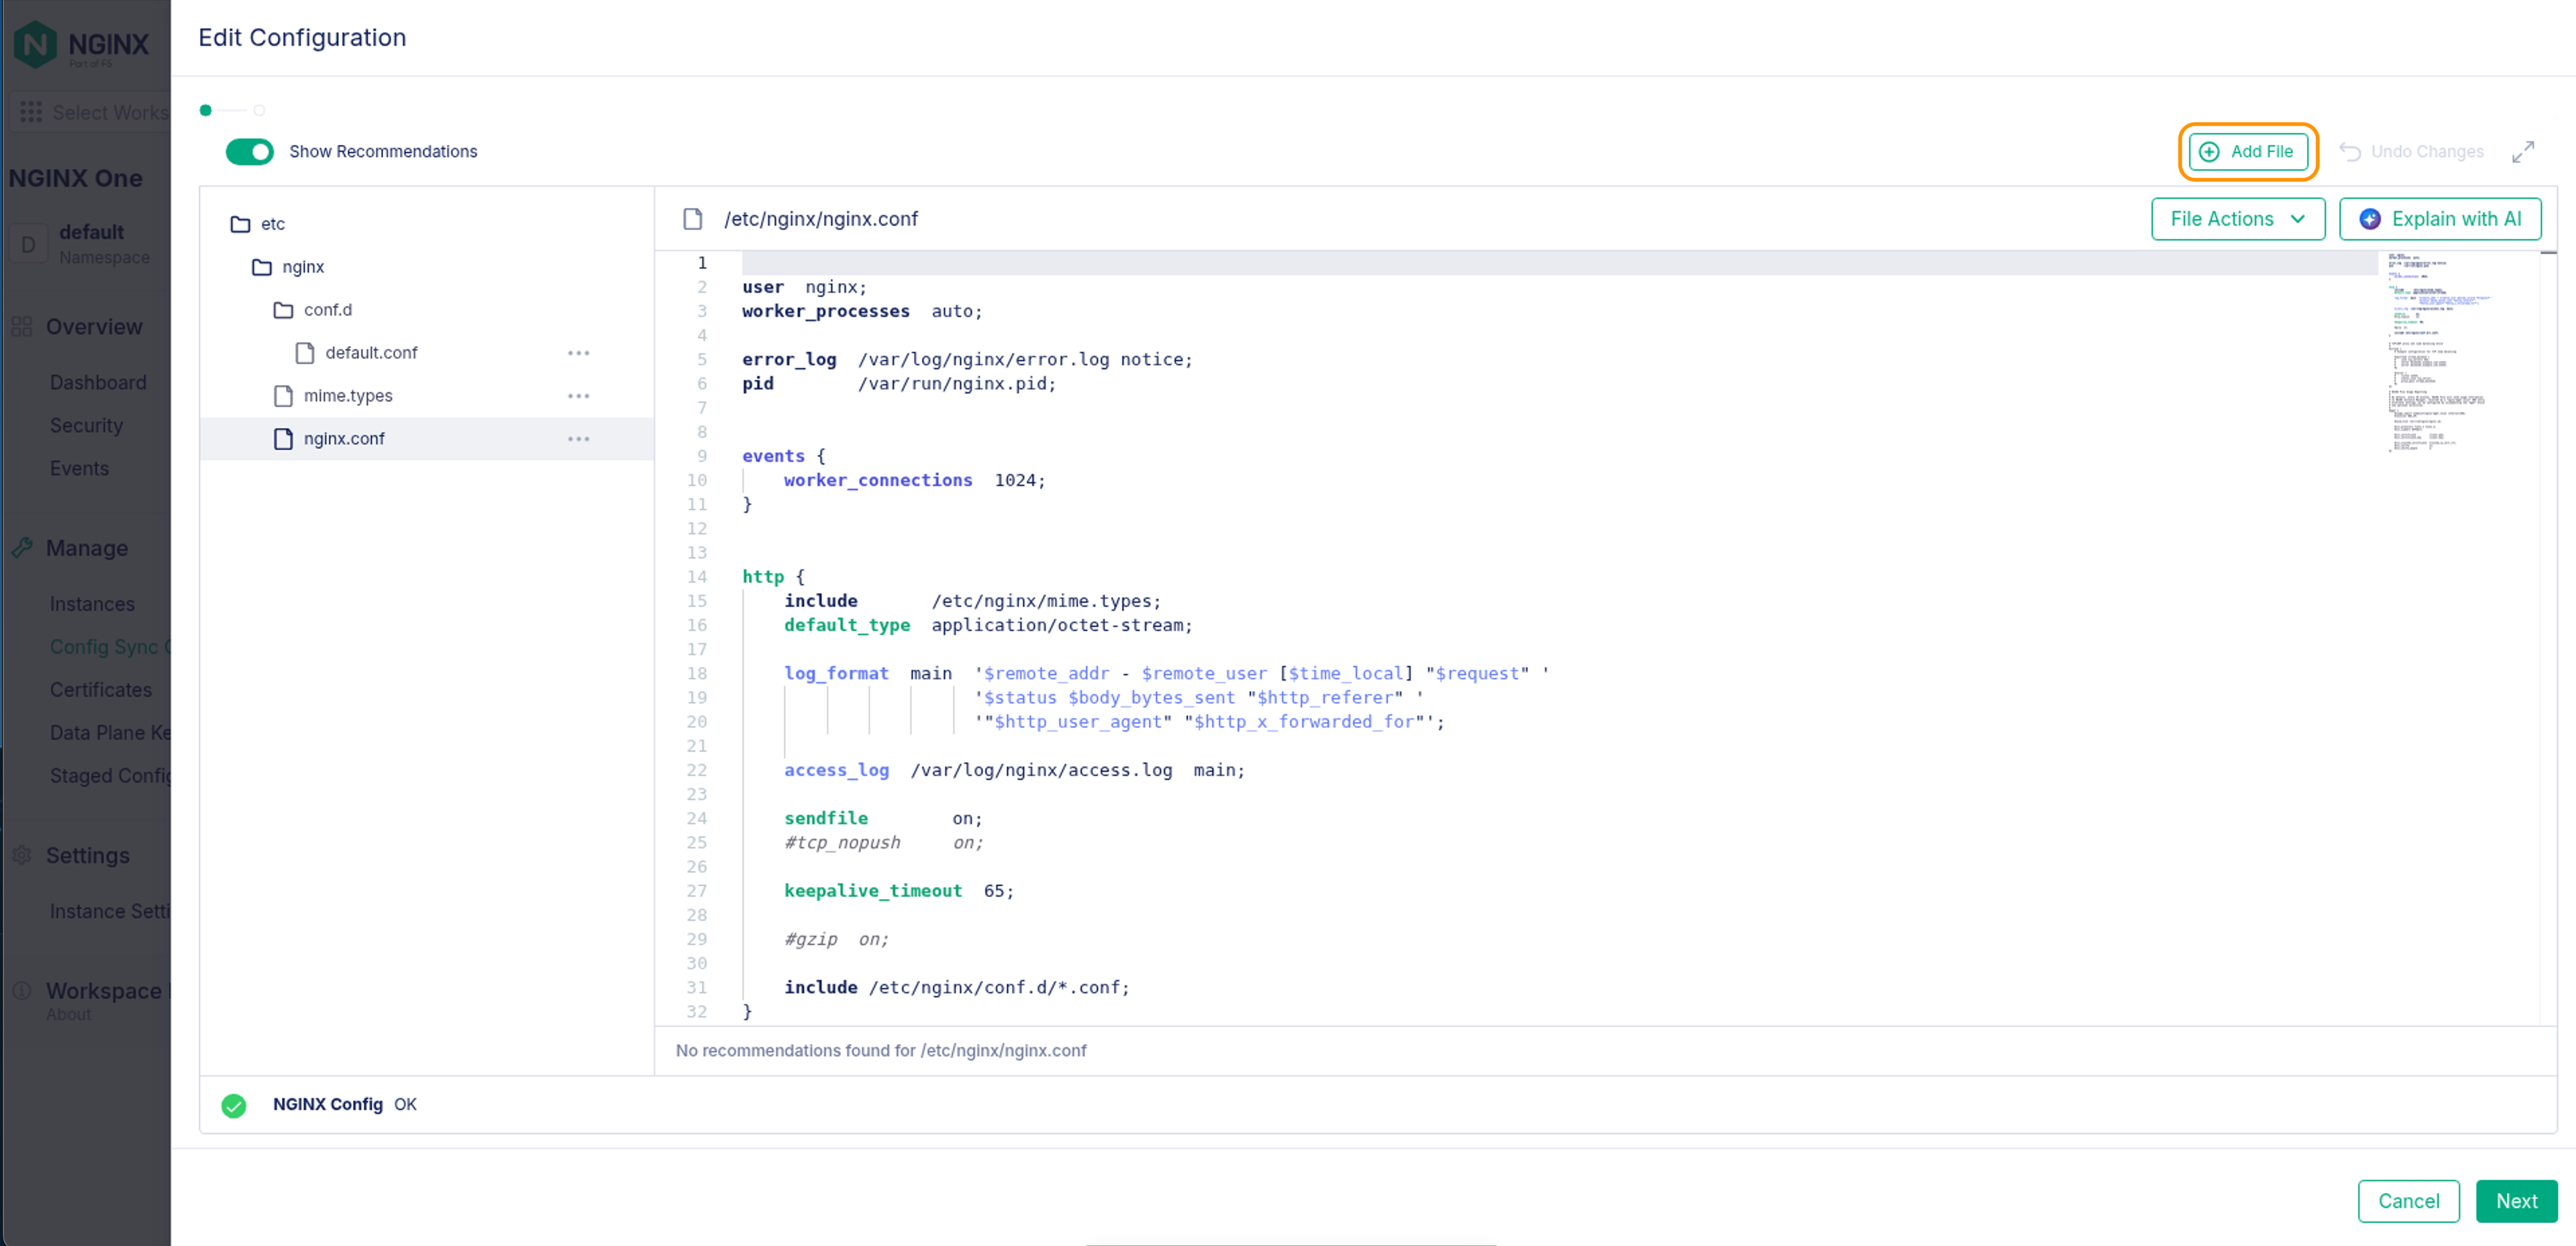 NGINX
Part of F5
Select Works
NGINX One
D
default
Namespace
Overview
Dashboard
Security
Events
Manage
Instances
Config Sync
Certificates
Data Plane Ke
Staged Config
Settings
Instance Setti
Workspace
About
Edit Configuration
Show Recommendations
Add File
Undo Changes
etc
nginx
conf.d
default.conf
mime.types
nginx.conf
/etc/nginx/nginx.conf
File Actions
Explain with AI
1
2 user  nginx;
3 worker_processes  auto;
4
5 error_log  /var/log/nginx/error.log notice;
6 pid        /var/run/nginx.pid;
7
8
9 events {
10     worker_connections  1024;
11 }
12
13
14 http {
15     include       /etc/nginx/mime.types;
16     default_type  application/octet-stream;
17
18     log_format  main  '$remote_addr - $remote_user [$time_local] "$request" '
19                       '$status $body_bytes_sent "$http_referer" '
20                       '"$http_user_agent" "$http_x_forwarded_for"';
21
22     access_log  /var/log/nginx/access.log  main;
23
24     sendfile        on;
25     #tcp_nopush     on;
26
27     keepalive_timeout  65;
28
29     #gzip  on;
30
31     include /etc/nginx/conf.d/*.conf;
32 }
No recommendations found for /etc/nginx/nginx.conf
NGINX Config OK
Cancel
Next